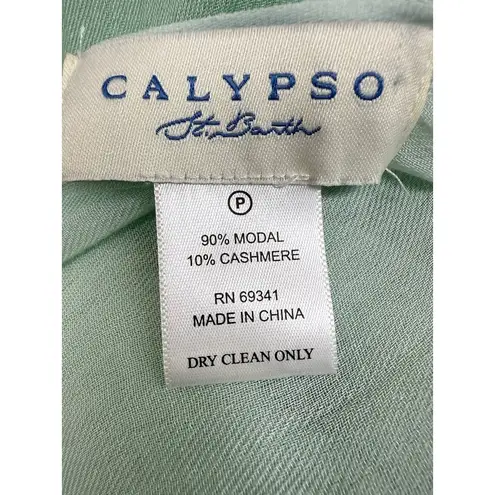 CALYPSO
St. Barth
P
90% MODAL
10% CASHMERE
RN 69341
MADE IN CHINA
DRY CLEAN ONLY